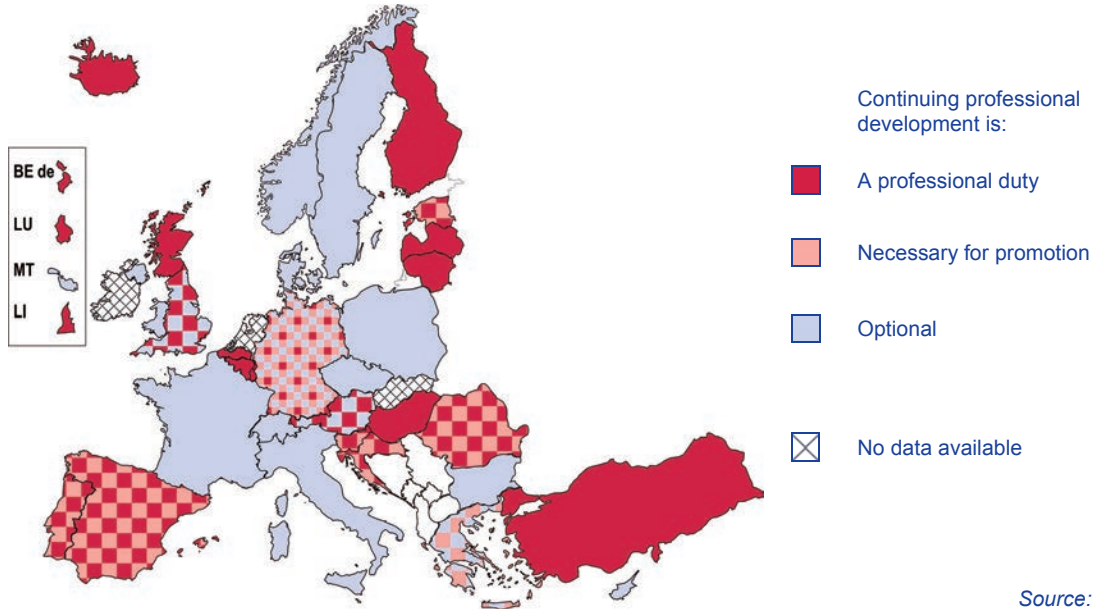 BE de
LU
MT
LI
Continuing professional
development is:
A professional duty
Necessary for promotion
Optional
No data available
Source: